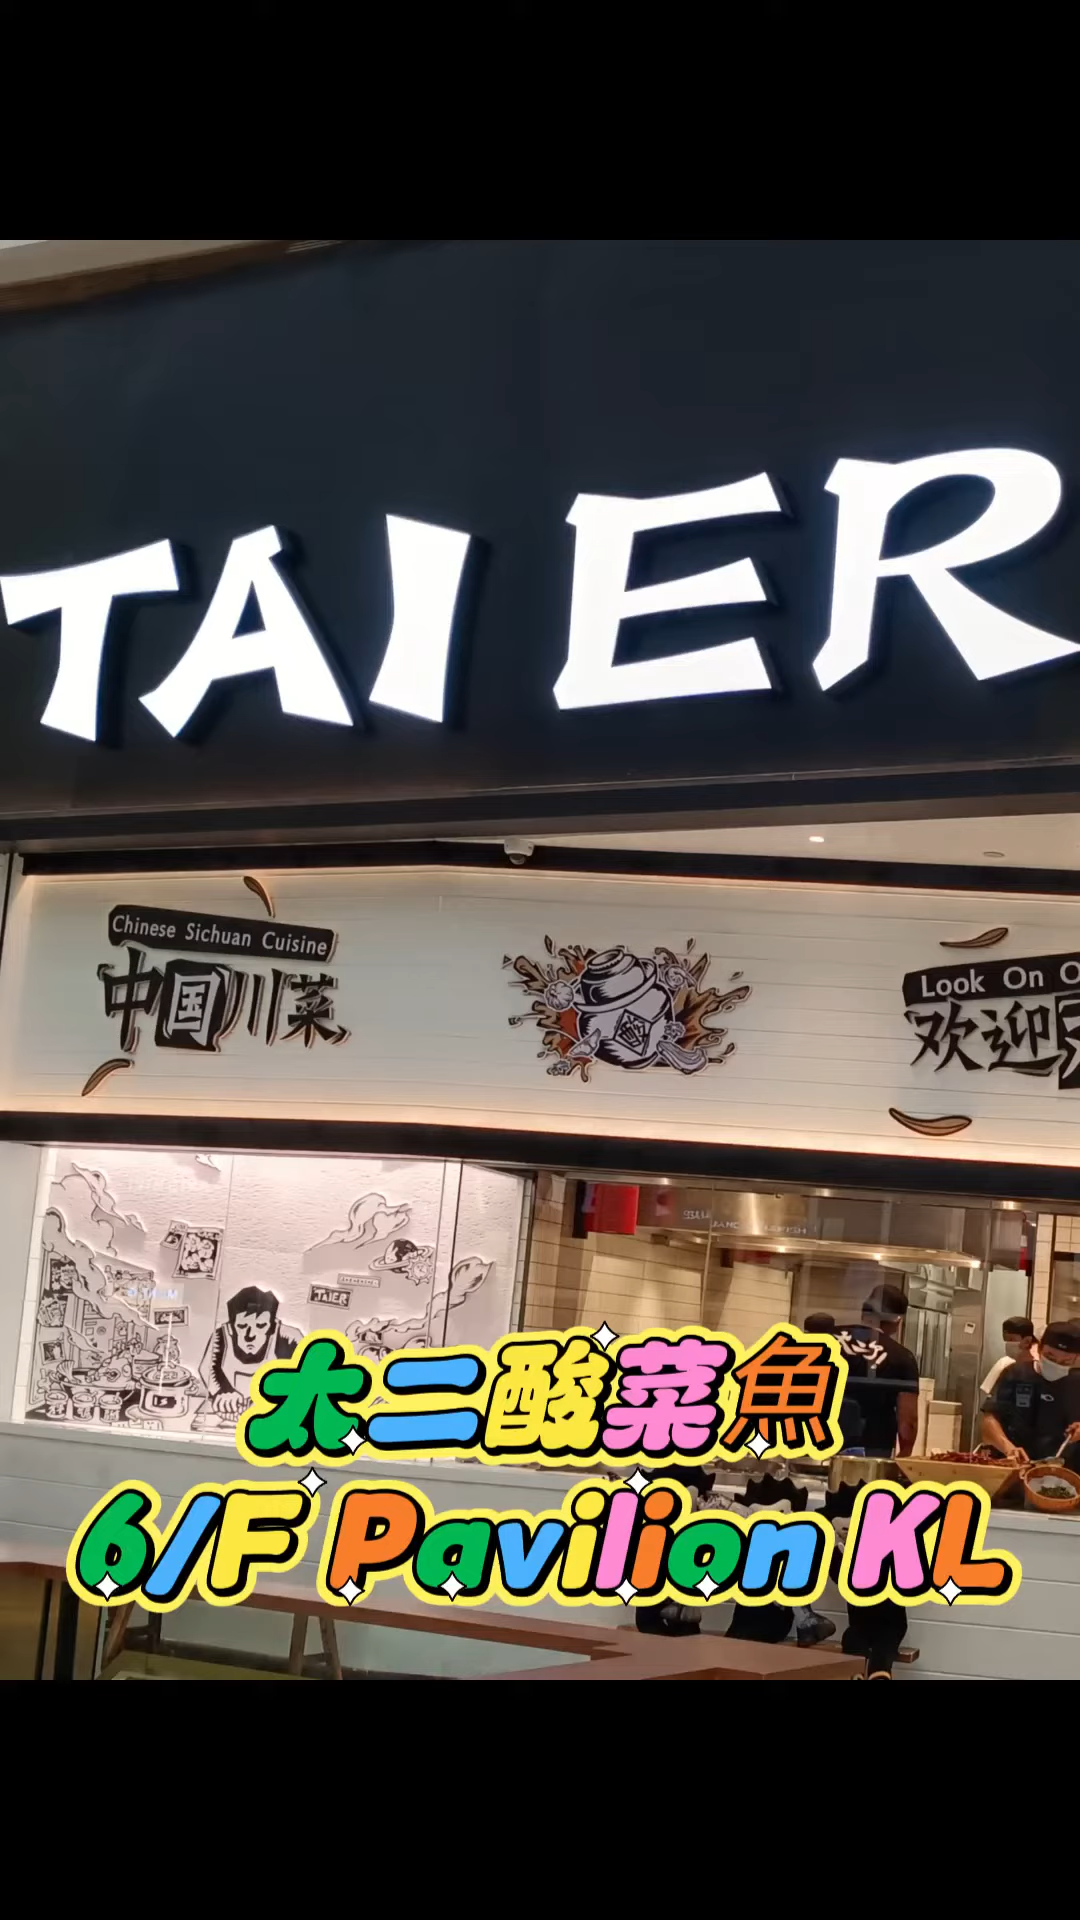 TAI ER
Chinese Sichuan Cuisine
中国川菜
Look On O
欢迎
TAIER
太二酸菜魚
6/F Pavilion KL